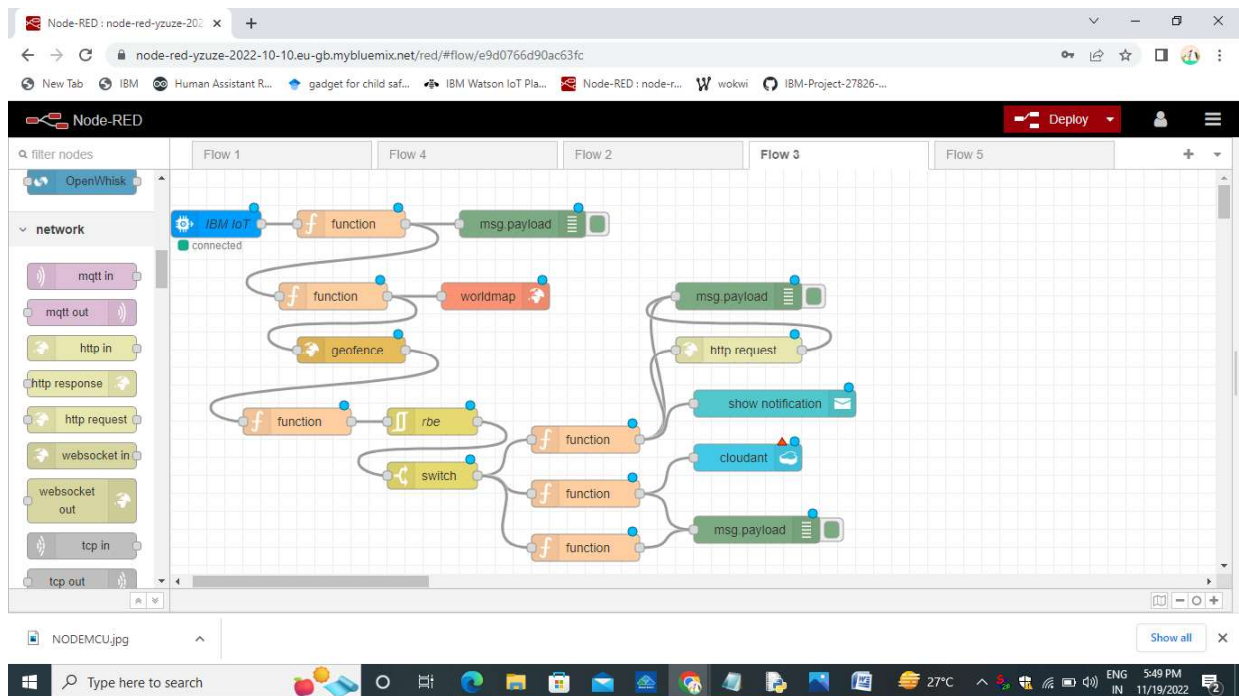 Node-RED : node-red-yzuze-202
node-red-yzuze-2022-10-10.eu-gb.mybluemix.net/red/#flow/e9d0766d90ac63fc
New Tab IBM Human Assistant R... gadget for child saf... IBM Watson IoT Pla... Node-RED : node-r... wokwi IBM-Project-27826-...
Node-RED Deploy
filter nodes Flow 1 Flow 4 Flow 2 Flow 3 Flow 5
OpenWhisk
network
mqtt in
mqtt out
http in
http response
http request
websocket in
websocket
out
tcp in
tcp out
IBM IoT function msg.payload
connected
function worldmap msg.payload
geofence http request
show notification
function rbe function
cloudant
switch
function
msg.payload
function
NODEMCU.jpg Show all
Type here to search 27°C ENG 5:49 PM
IN 11/19/2022